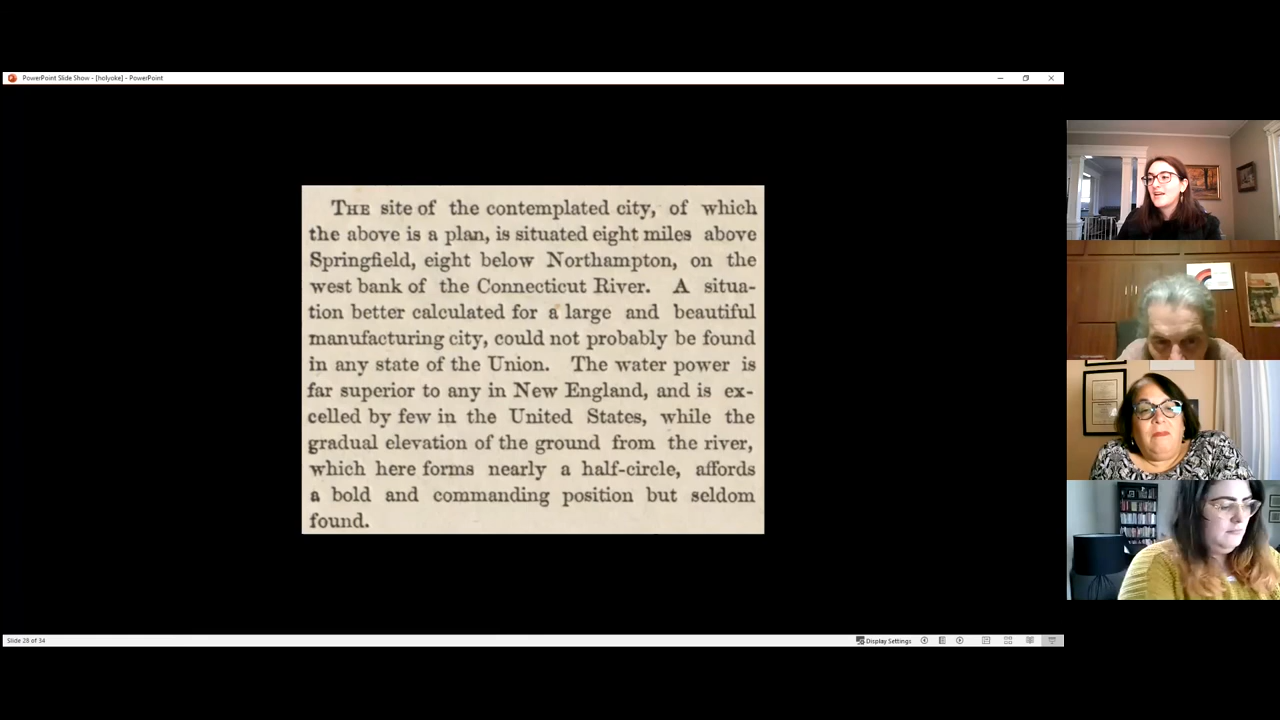 PowerPoint Slide Show - [holyoke] - PowerPoint
THE site of the contemplated city, of which
the above is a plan, is situated eight miles above
Springfield, eight below Northampton, on the
west bank of the Connecticut River. A situa-
tion better calculated for a large and beautiful
manufacturing city, could not probably be found
in any state of the Union. The water power is
far superior to any in New England, and is ex-
celled by few in the United States, while the
gradual elevation of the ground from the river,
which here forms nearly a half-circle, affords
a bold and commanding position but seldom
found.
Slide 28 of 34
Display Settings